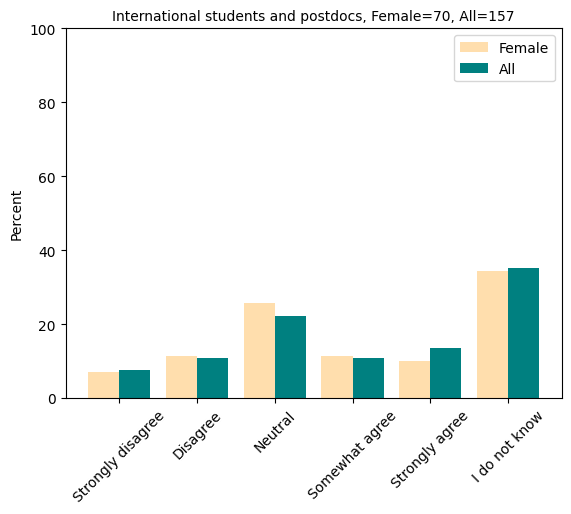 International students and postdocs, Female=70, All=157
100
80
60
40
20
0
Percent
Female
All
Strongly disagree
Disagree
Neutral
Somewhat agree
Strongly agree
I do not know